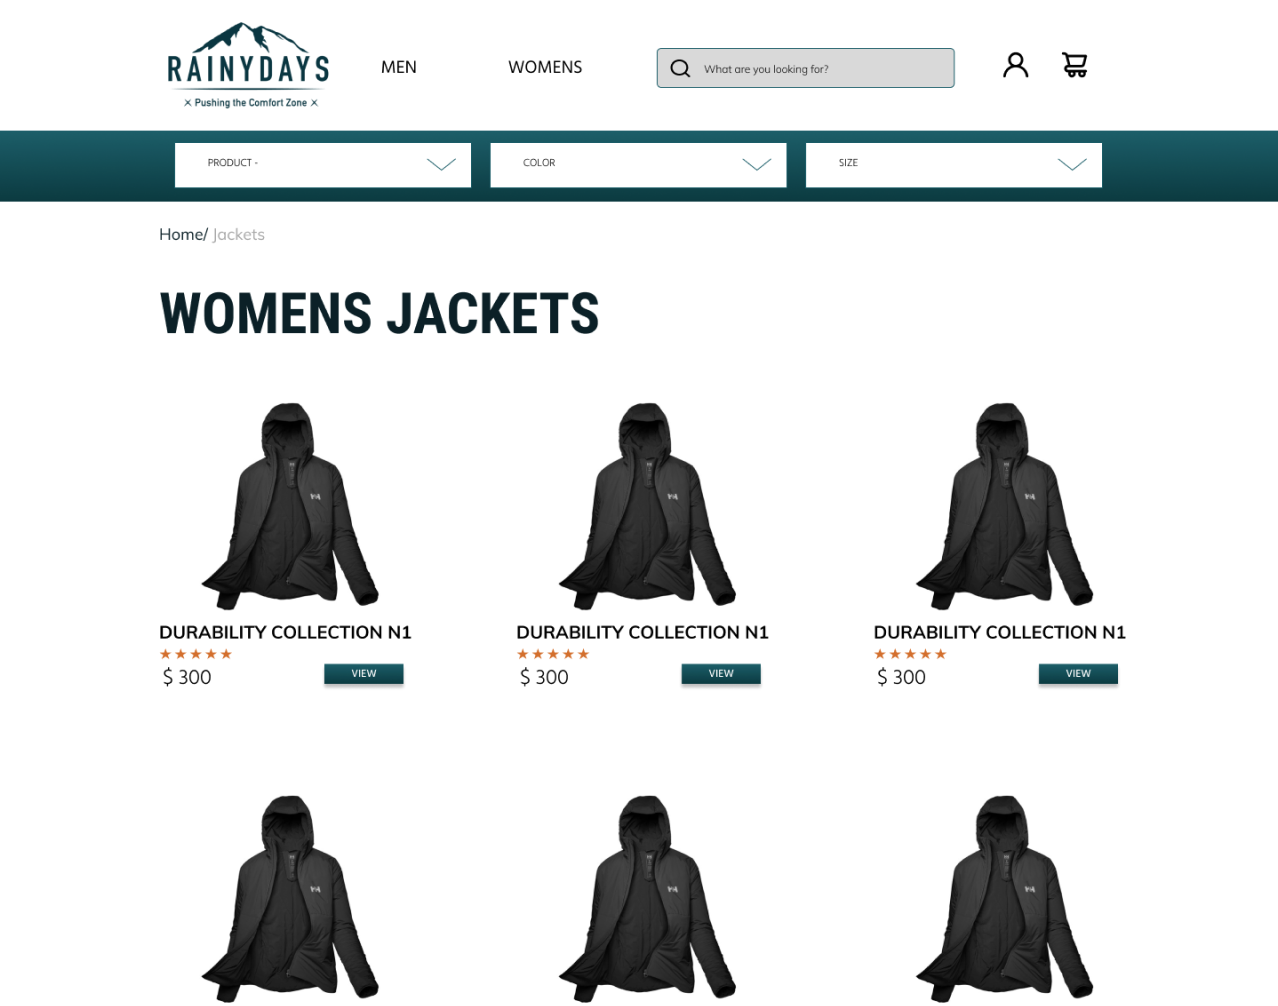 RAINYDAYS
Pushing the Comfort Zone
MEN
WOMENS
What are you looking for?
PRODUCT -
COLOR
SIZE
Home/ Jackets
WOMENS JACKETS
DURABILITY COLLECTION N1
$ 300
VIEW
DURABILITY COLLECTION N1
$ 300
VIEW
DURABILITY COLLECTION N1
$ 300
VIEW